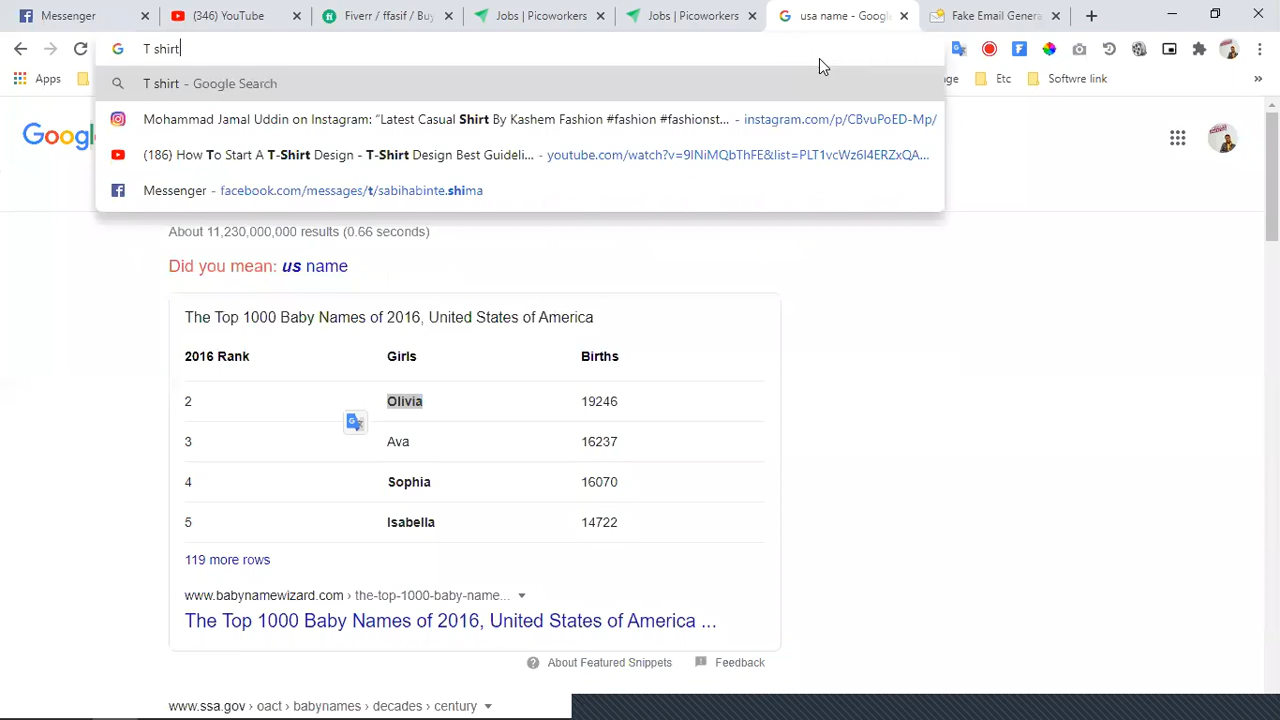 Messenger
(346) YouTube
Fiverr / ffasif / Bu
Jobs | Picoworkers
Jobs | Picoworkers
usa name - Googl
Fake Email Genera
T shirt
T shirt - Google Search
Mohammad Jamal Uddin on Instagram: “Latest Casual Shirt By Kashem Fashion #fashion #fashionst... - instagram.com/p/CBvuPoED-Mp/
(186) How To Start A T-Shirt Design - T-Shirt Design Best Guideli... - youtube.com/watch?v=9INiMQbThFE&list=PLT1vcWz6I4ERZxQA...
Messenger - facebook.com/messages/t/sabihabinte.shima
Apps
Etc
Softwre link
Googl
About 11,230,000,000 results (0.66 seconds)
Did you mean: us name
The Top 1000 Baby Names of 2016, United States of America
2016 Rank Girls Births
2 Olivia 19246
3 Ava 16237
4 Sophia 16070
5 Isabella 14722
119 more rows
www.babynamewizard.com › the-top-1000-baby-name...
The Top 1000 Baby Names of 2016, United States of America ...
About Featured Snippets
Feedback
www.ssa.gov › oact › babynames › decades › century